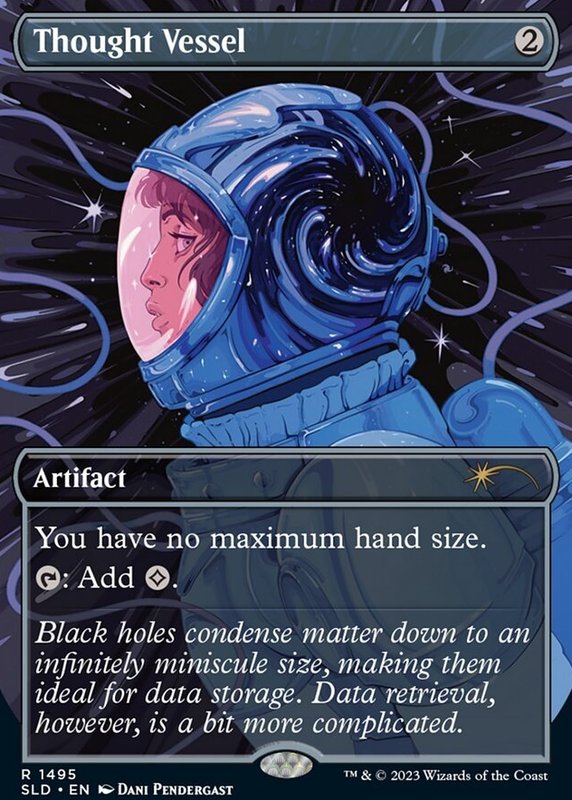 Thought Vessel 2
Artifact
You have no maximum hand size.
: Add .
Black holes condense matter down to an
infinitely miniscule size, making them
ideal for data storage. Data retrieval,
however, is a bit more complicated.
R 1495
SLD • EN Dani Pendergast
™ & © 2023 Wizards of the Coast